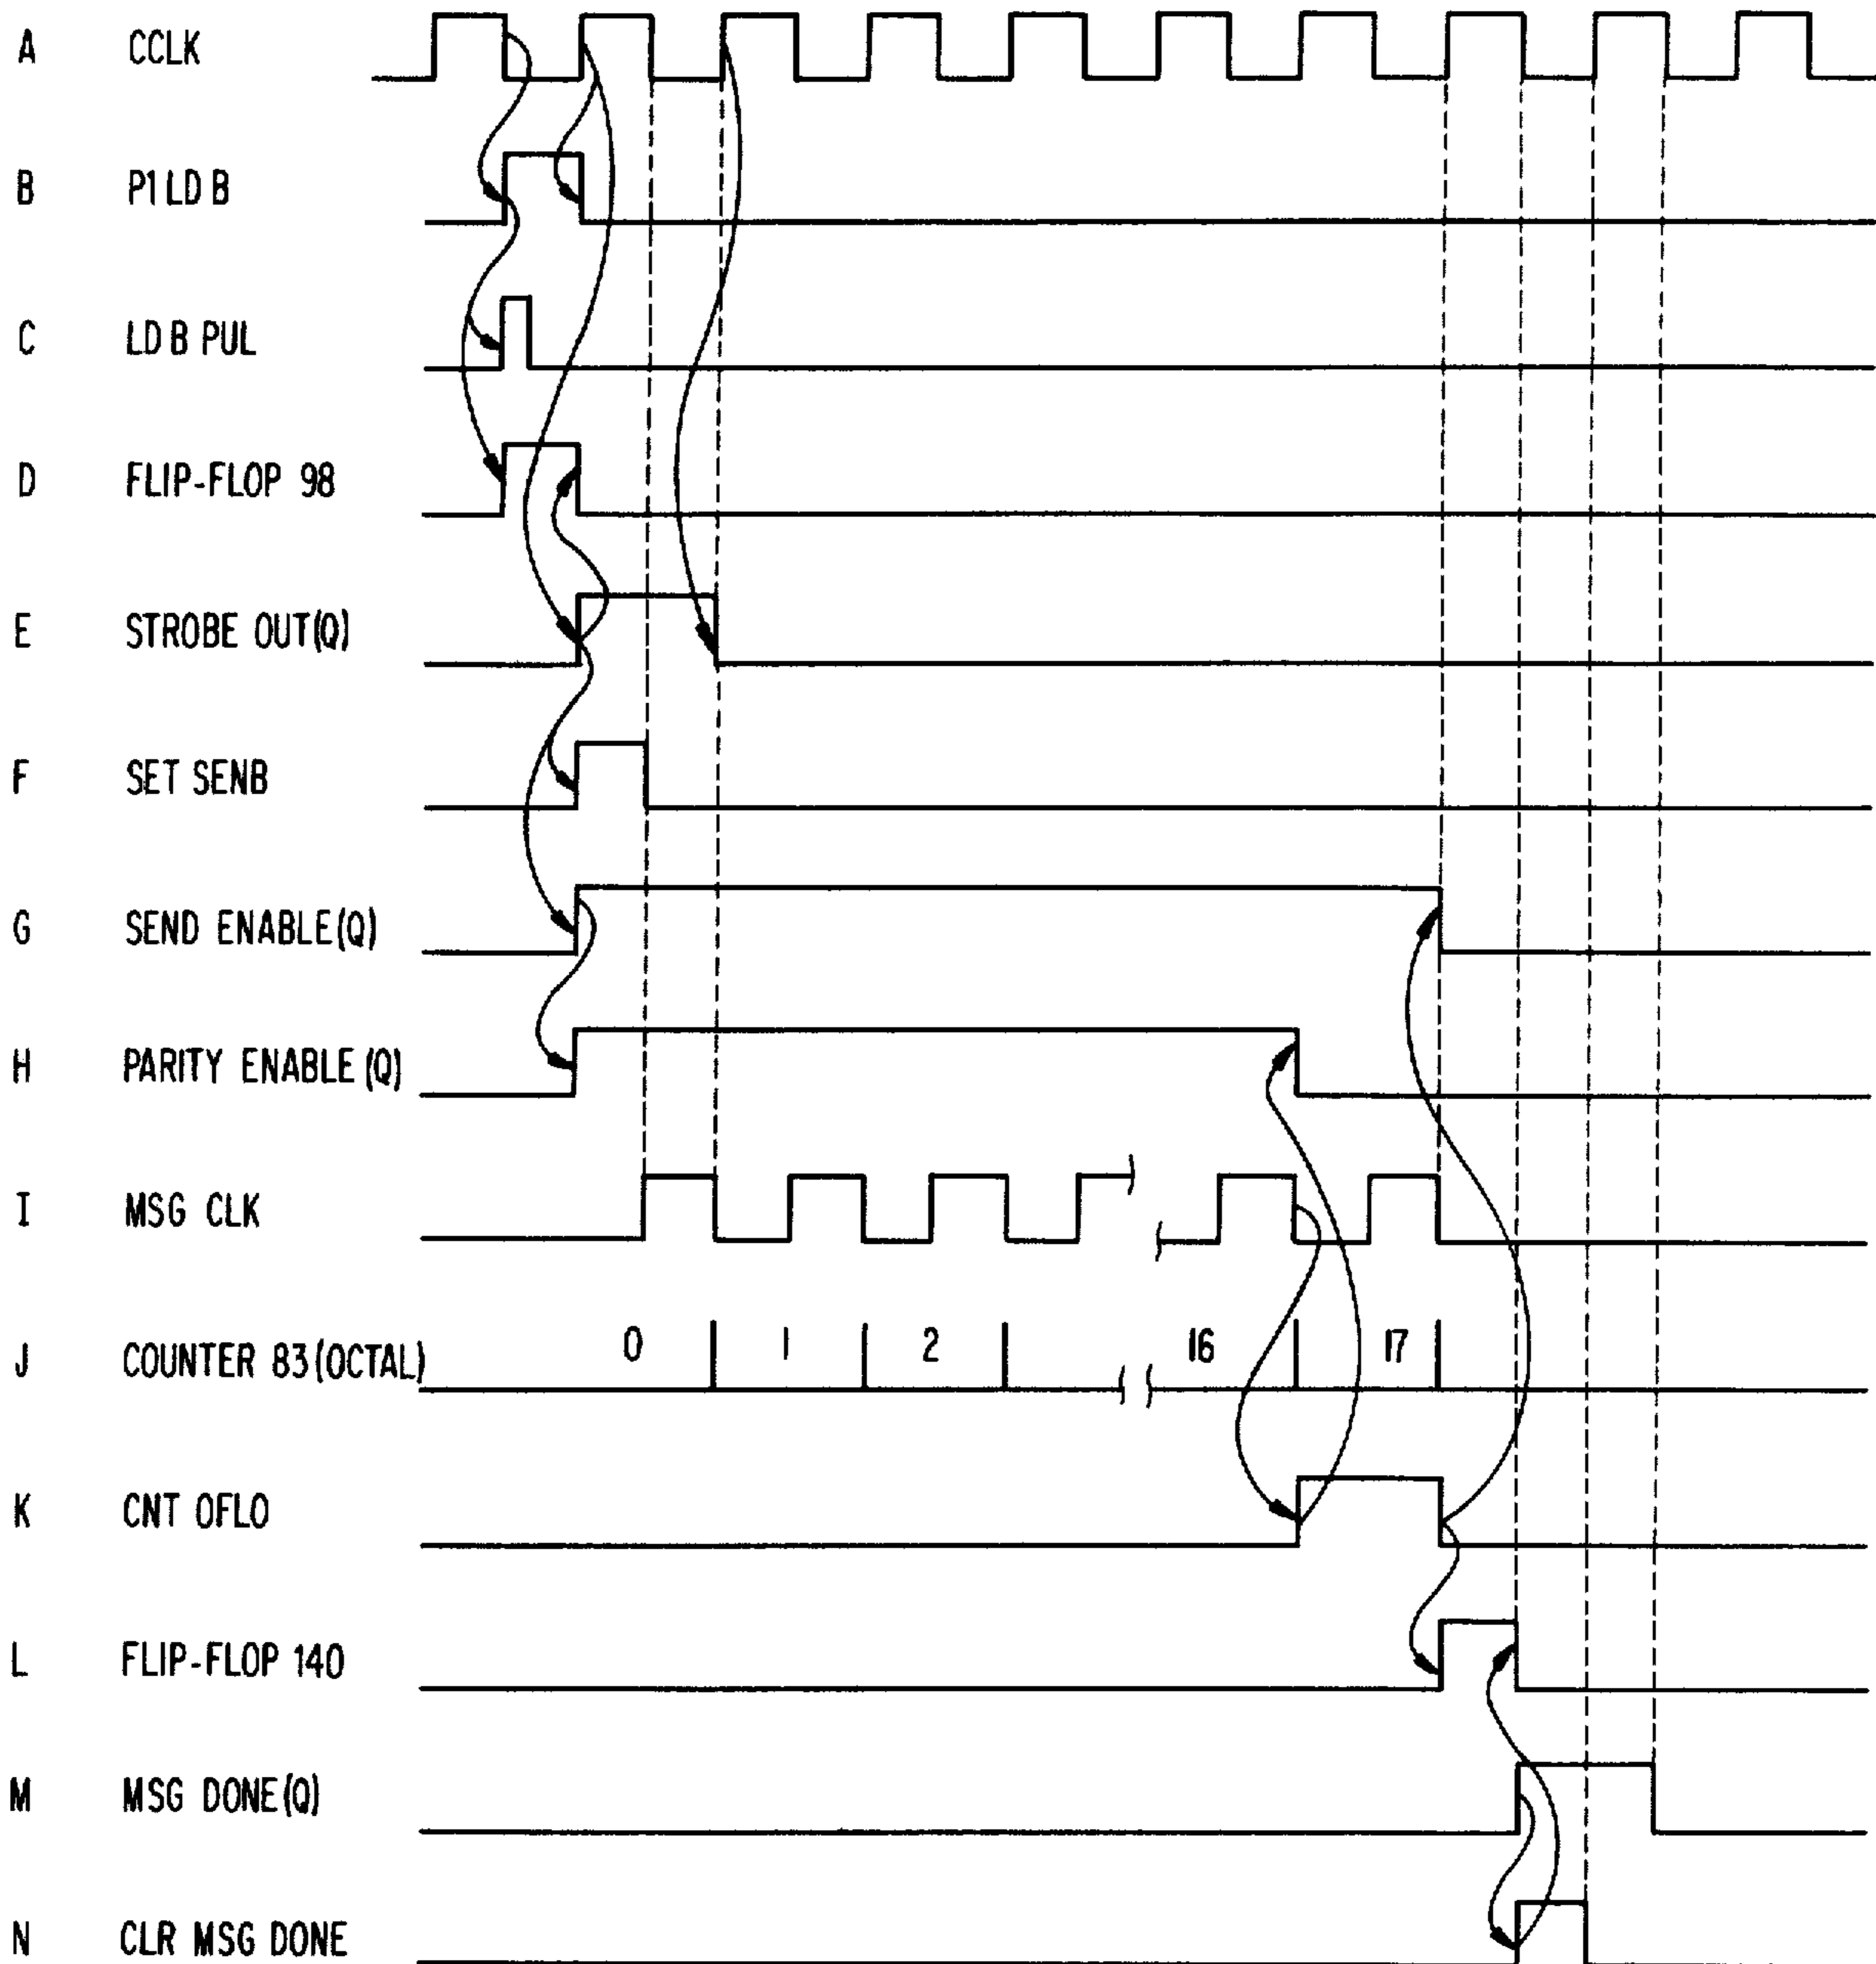 A CCLK
B P1 LD B
C LD B PUL
D FLIP-FLOP 98
E STROBE OUT(Q)
F SET SENB
G SEND ENABLE(Q)
H PARITY ENABLE(Q)
I MSG CLK
J COUNTER 83(OCTAL) 0 1 2 16 17
K CNT OFLO
L FLIP-FLOP 140
M MSG DONE(Q)
N CLR MSG DONE